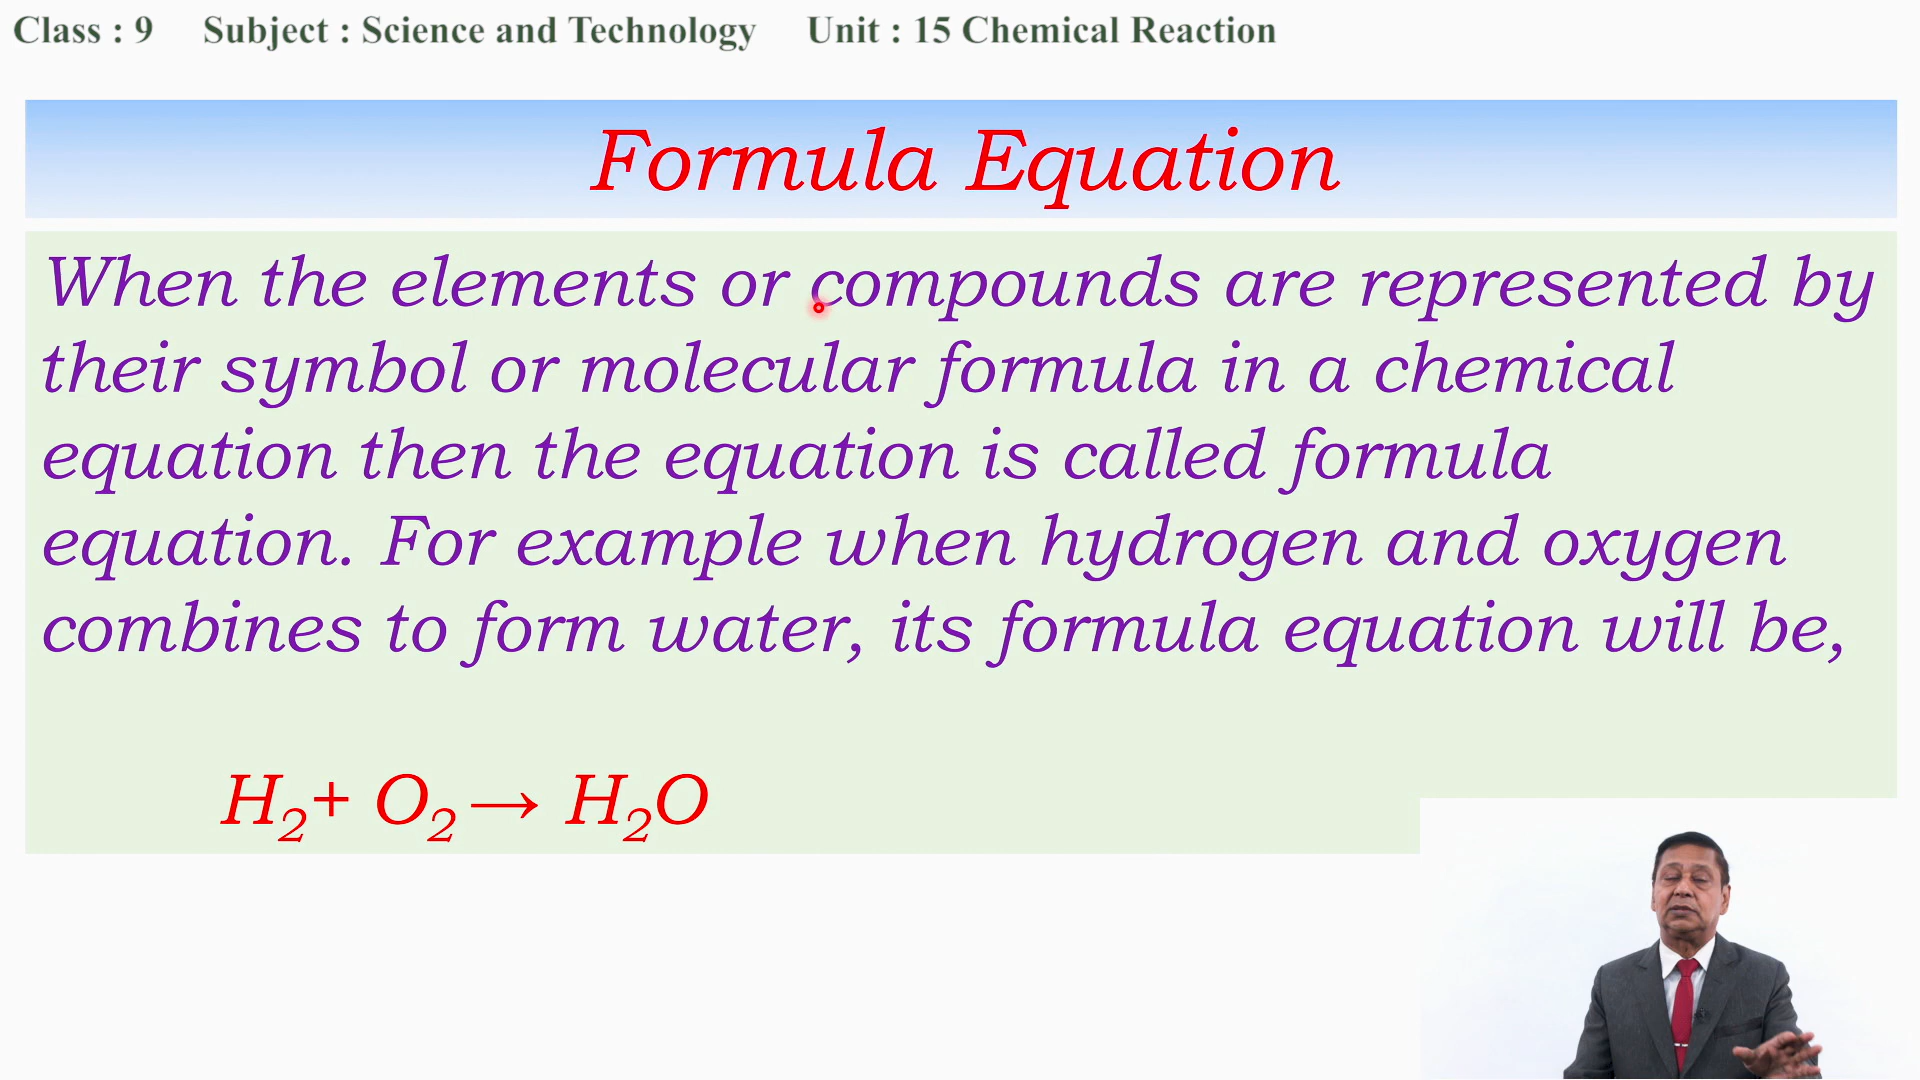 Class : 9 Subject : Science and Technology Unit : 15 Chemical Reaction
Formula Equation
When the elements or compounds are represented by
their symbol or molecular formula in a chemical
equation then the equation is called formula
equation. For example when hydrogen and oxygen
combines to form water, its formula equation will be,
H₂+ O₂ → H₂O